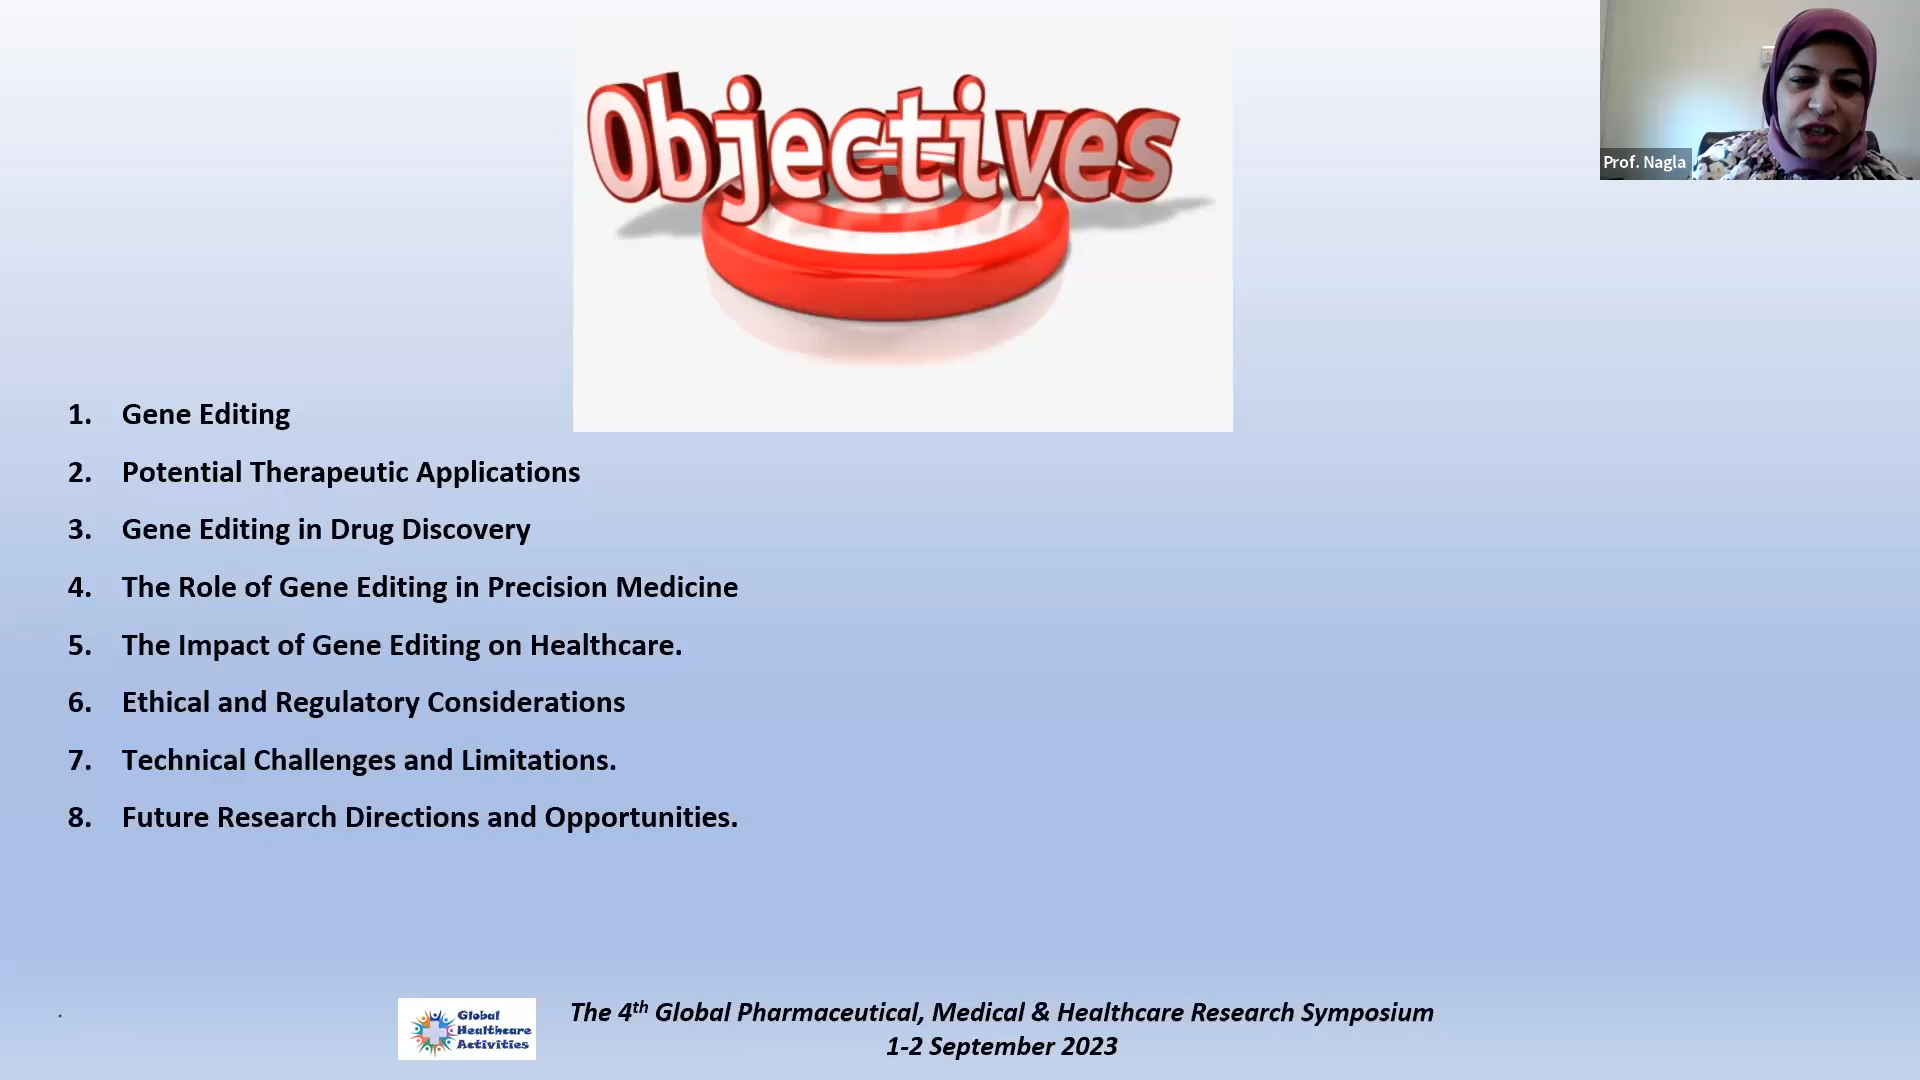 Objectives
Prof. Nagla
1. Gene Editing
2. Potential Therapeutic Applications
3. Gene Editing in Drug Discovery
4. The Role of Gene Editing in Precision Medicine
5. The Impact of Gene Editing on Healthcare.
6. Ethical and Regulatory Considerations
7. Technical Challenges and Limitations.
8. Future Research Directions and Opportunities.
Global
Healthcare
Activities
The 4th Global Pharmaceutical, Medical & Healthcare Research Symposium
1-2 September 2023